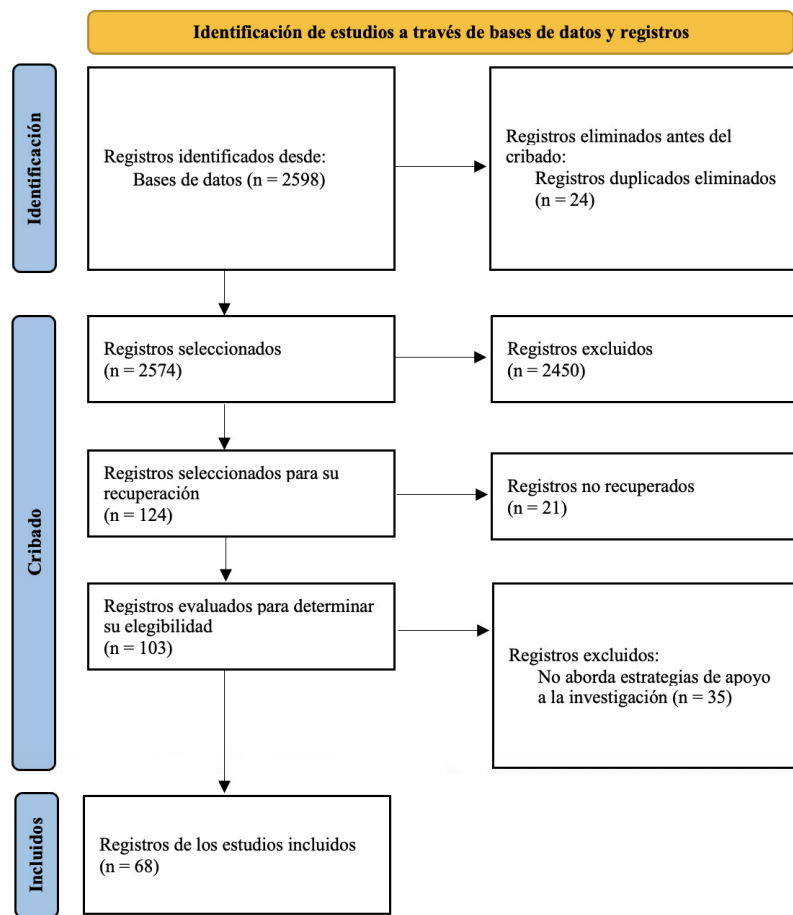 Identificación de estudios a través de bases de datos y registros
Identificación
Registros identificados desde:
Bases de datos (n = 2598)
Registros eliminados antes del
cribado:
Registros duplicados eliminados
(n = 24)
Cribado
Registros seleccionados
(n = 2574)
Registros excluidos
(n = 2450)
Registros seleccionados para su
recuperación
(n = 124)
Registros no recuperados
(n = 21)
Registros evaluados para determinar
su elegibilidad
(n = 103)
Registros excluidos:
No aborda estrategias de apoyo
a la investigación (n = 35)
Incluidos
Registros de los estudios incluidos
(n = 68)